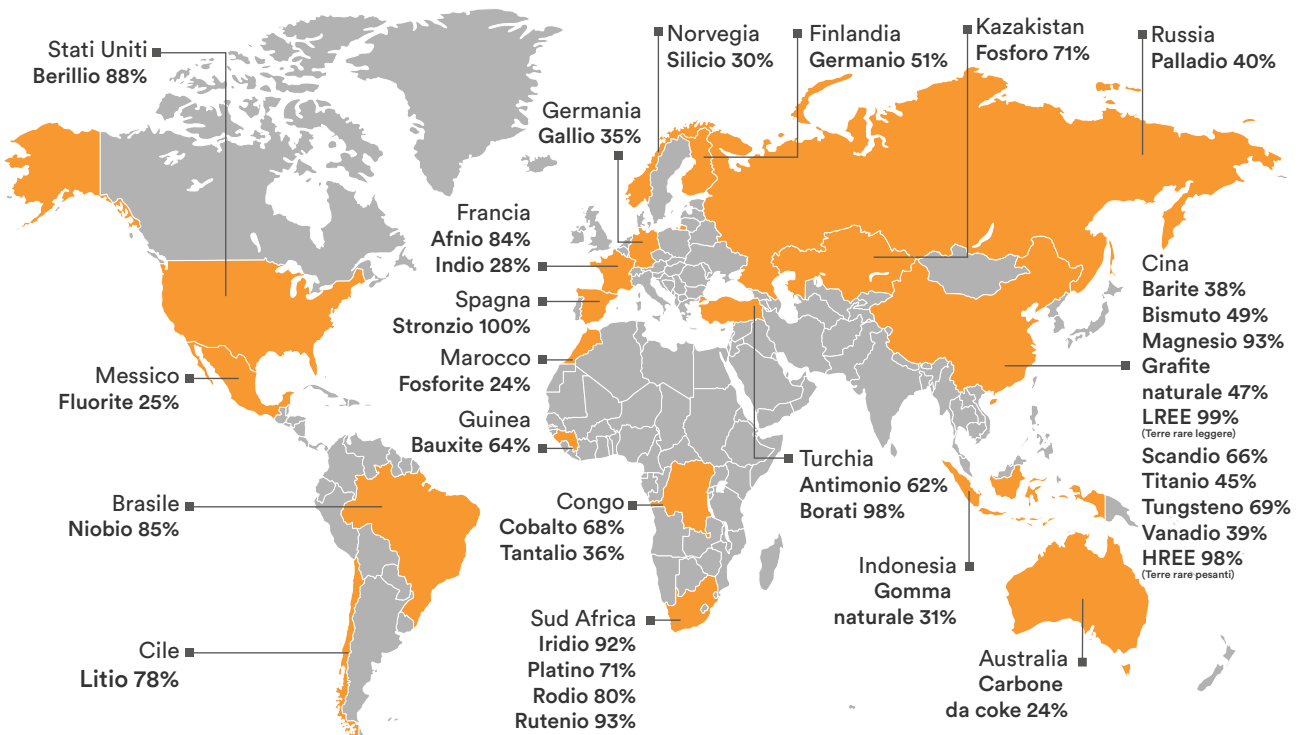 Stati Uniti
Berillio 88%
Norvegia
Silicio 30%
Finlandia
Germanio 51%
Kazakistan
Fosforo 71%
Russia
Palladio 40%
Germania
Gallio 35%
Francia
Afnio 84%
Indio 28%
Spagna
Stronzio 100%
Marocco
Fosforite 24%
Guinea
Bauxite 64%
Messico
Fluorite 25%
Brasile
Niobio 85%
Cile
Litio 78%
Congo
Cobalto 68%
Tantalio 36%
Sud Africa
Iridio 92%
Platino 71%
Rodio 80%
Rutenio 93%
Turchia
Antimonio 62%
Borati 98%
Indonesia
Gomma
naturale 31%
Australia
Carbone
da coke 24%
Cina
Barite 38%
Bismuto 49%
Magnesio 93%
Grafite
naturale 47%
LREE 99%
(Terre rare leggere)
Scandio 66%
Titanio 45%
Tungsteno 69%
Vanadio 39%
HREE 98%
(Terre rare pesanti)